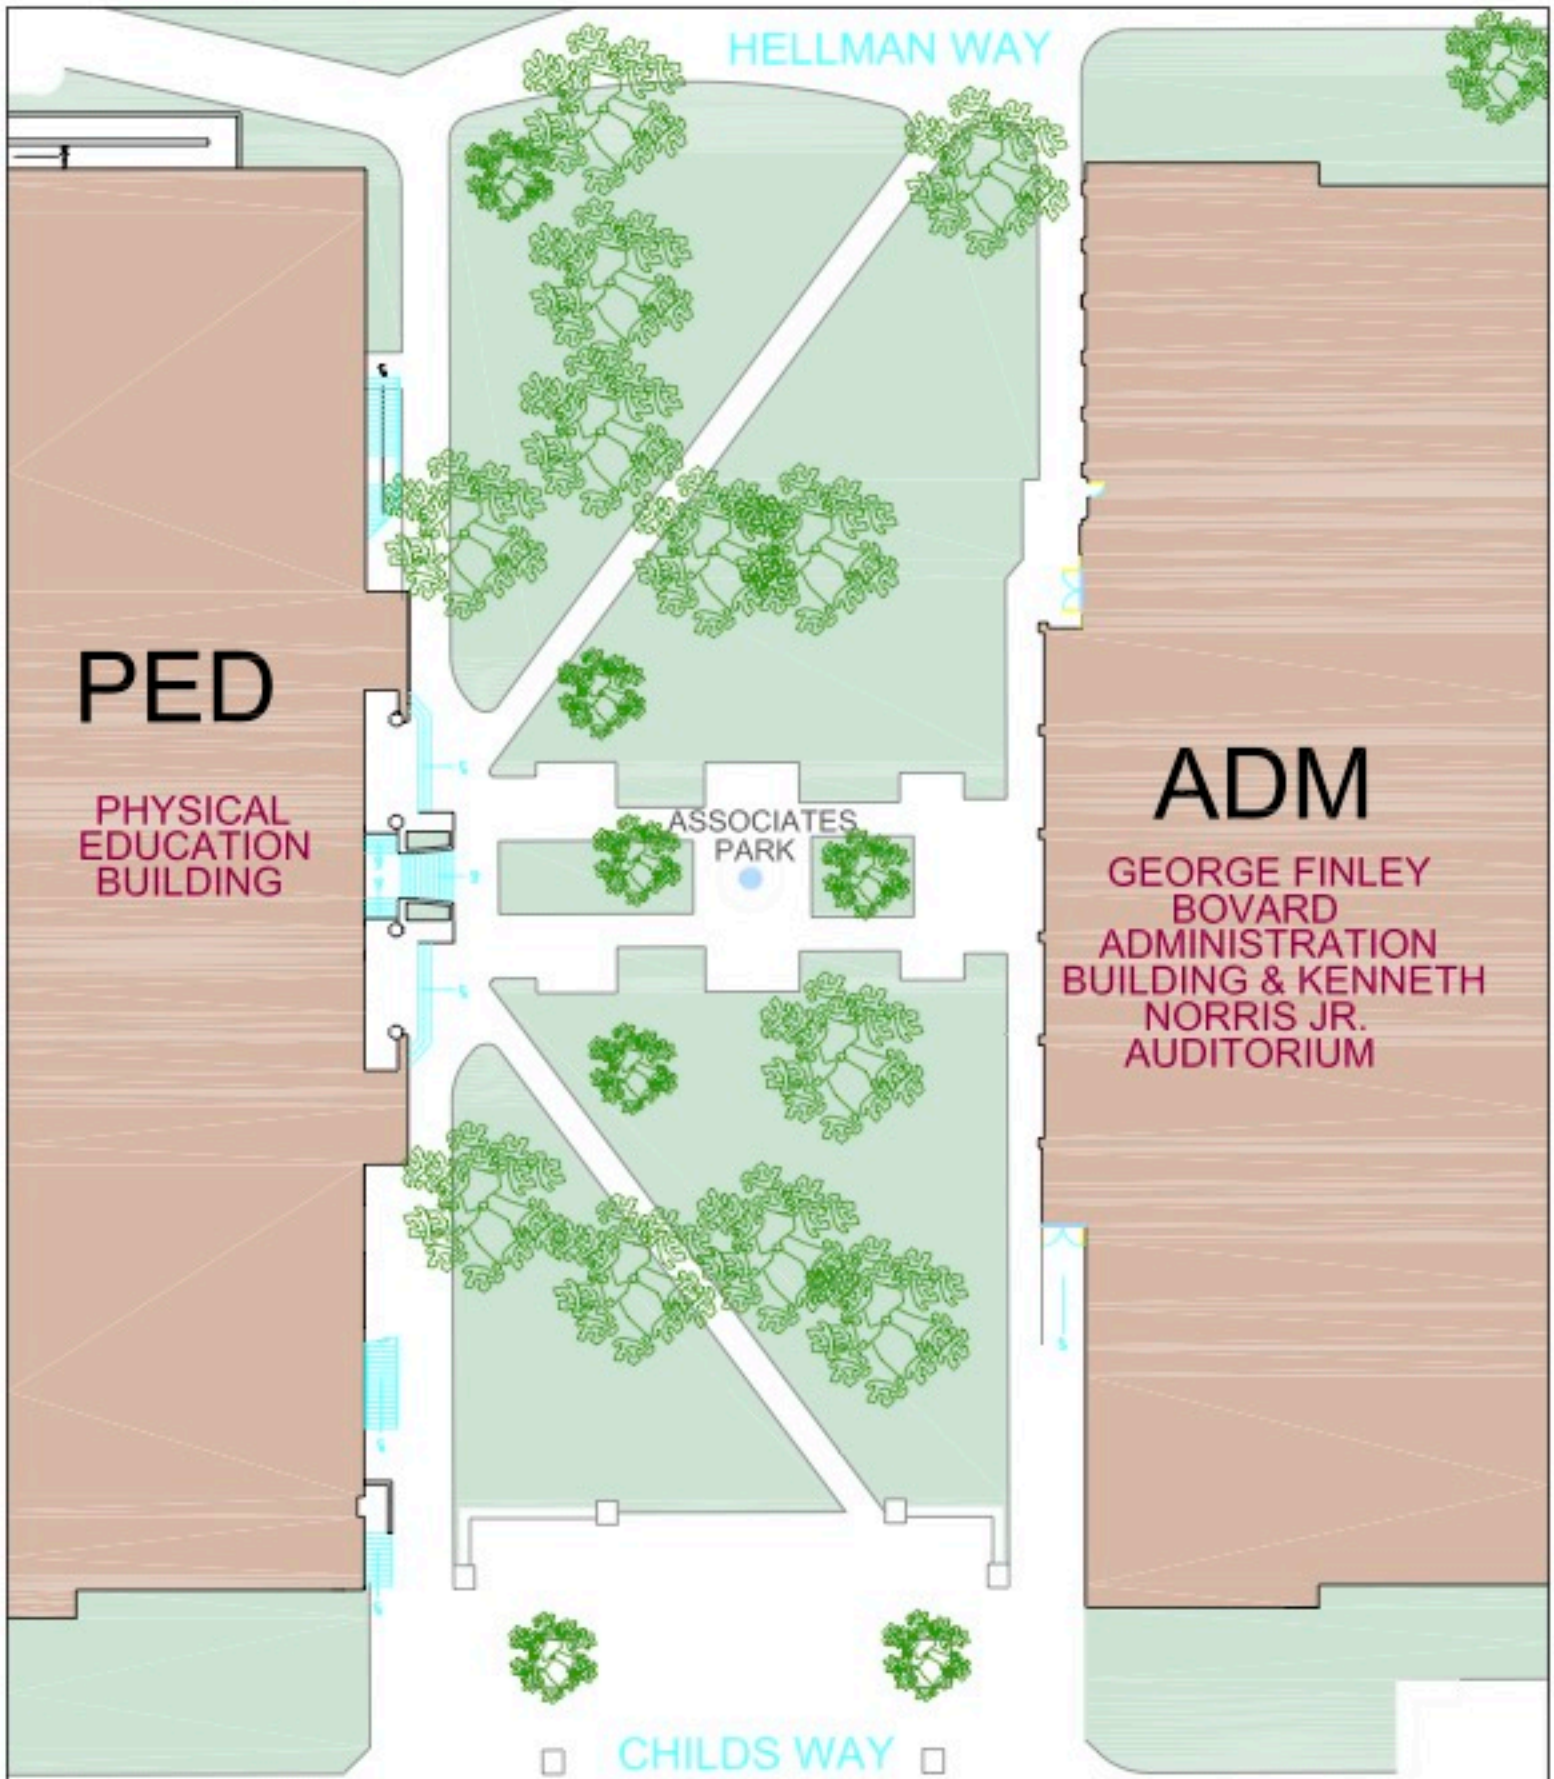 HELLMAN WAY
PED
PHYSICAL
EDUCATION
BUILDING
ASSOCIATES
PARK
ADM
GEORGE FINLEY
BOVARD
ADMINISTRATION
BUILDING & KENNETH
NORRIS JR.
AUDITORIUM
CHILDS WAY